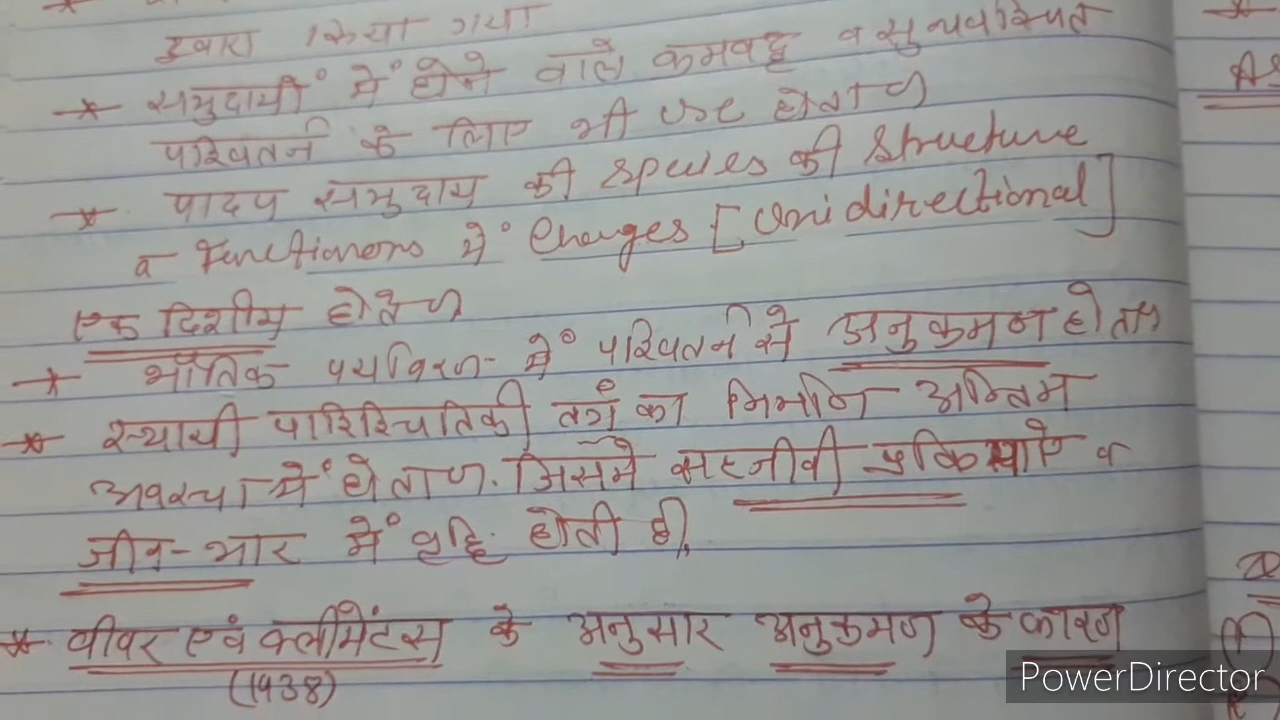 द्वारा किया गया
* समुदायों में होने वाले क्रमबद्ध व सुव्यवस्थित
परिवर्तन के लिए भी use होता है
* पादप समुदाय की species की structure
व functions में changes [Unidirectional]
एक दिशीय होते है
* भौतिक पर्यावरण में परिवर्तन से अनुक्रमण होता है
* स्थायी पारिस्थितिकी तंत्र का निर्माण अन्तिम
अवस्था में होता है. जिसमे सहजीवी प्रक्रियाऐ व
जीव-भार में वृद्धि होती है,
* वीवर एवं क्लीमेंटस के अनुसार अनुक्रमण के कारण
(1938)
PowerDirector